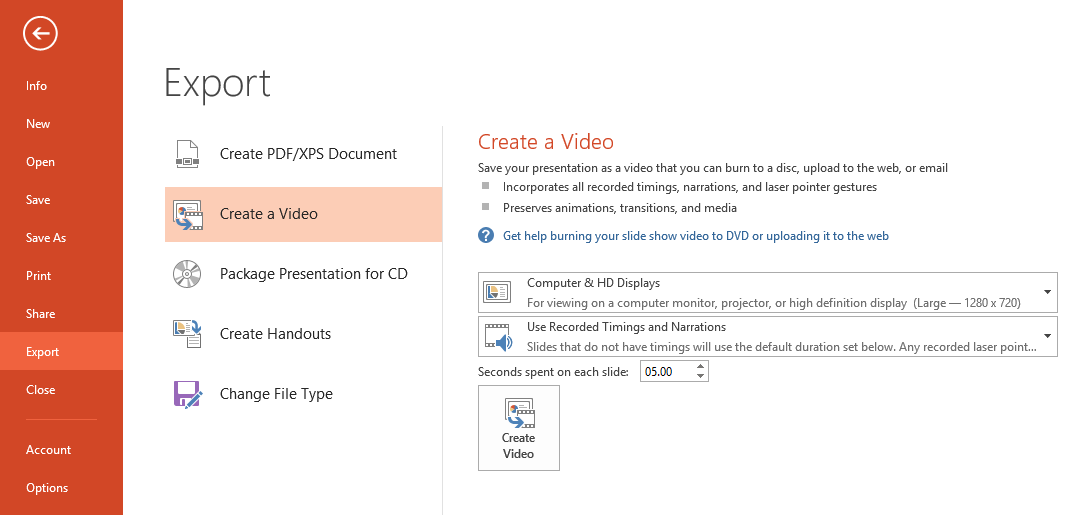 Info
New
Open
Save
Save As
Print
Share
Export
Close
Account
Options
Export
Create PDF/XPS Document
Create a Video
Package Presentation for CD
Create Handouts
Change File Type
Create a Video
Save your presentation as a video that you can burn to a disc, upload to the web, or email
Incorporates all recorded timings, narrations, and laser pointer gestures
Preserves animations, transitions, and media
? Get help burning your slide show video to DVD or uploading it to the web
Computer & HD Displays
For viewing on a computer monitor, projector, or high definition display (Large — 1280 x 720)
Use Recorded Timings and Narrations
Slides that do not have timings will use the default duration set below. Any recorded laser point...
Seconds spent on each slide: 05.00
Create
Video